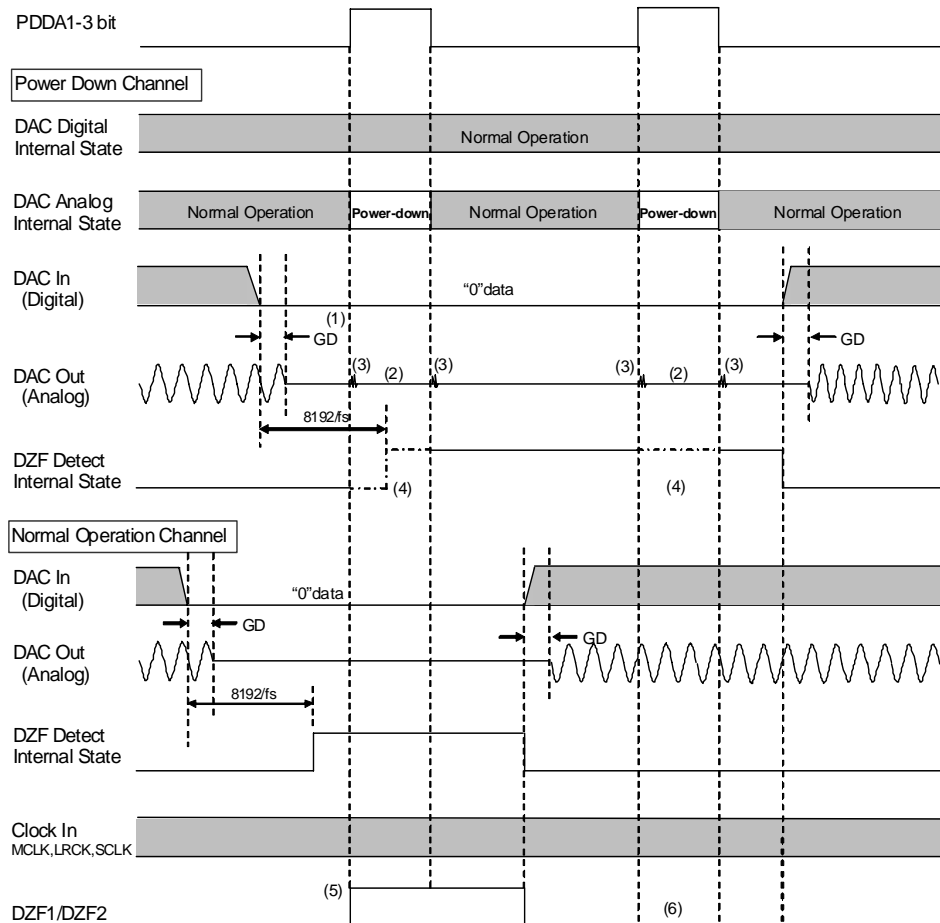 PDDA1-3 bit
Power Down Channel
DAC Digital
Internal State
Normal Operation
DAC Analog
Internal State
Normal Operation
Power-down
Normal Operation
Power-down
Normal Operation
DAC In
(Digital)
“0”data
(1)
GD
GD
DAC Out
(Analog)
(3)
(2)
(3)
(3)
(2)
(3)
8192/fs
DZF Detect
Internal State
(4)
(4)
Normal Operation Channel
DAC In
(Digital)
“0”data
GD
GD
DAC Out
(Analog)
8192/fs
DZF Detect
Internal State
Clock In
MCLK,LRCK,SCLK
(5)
(6)
DZF1/DZF2